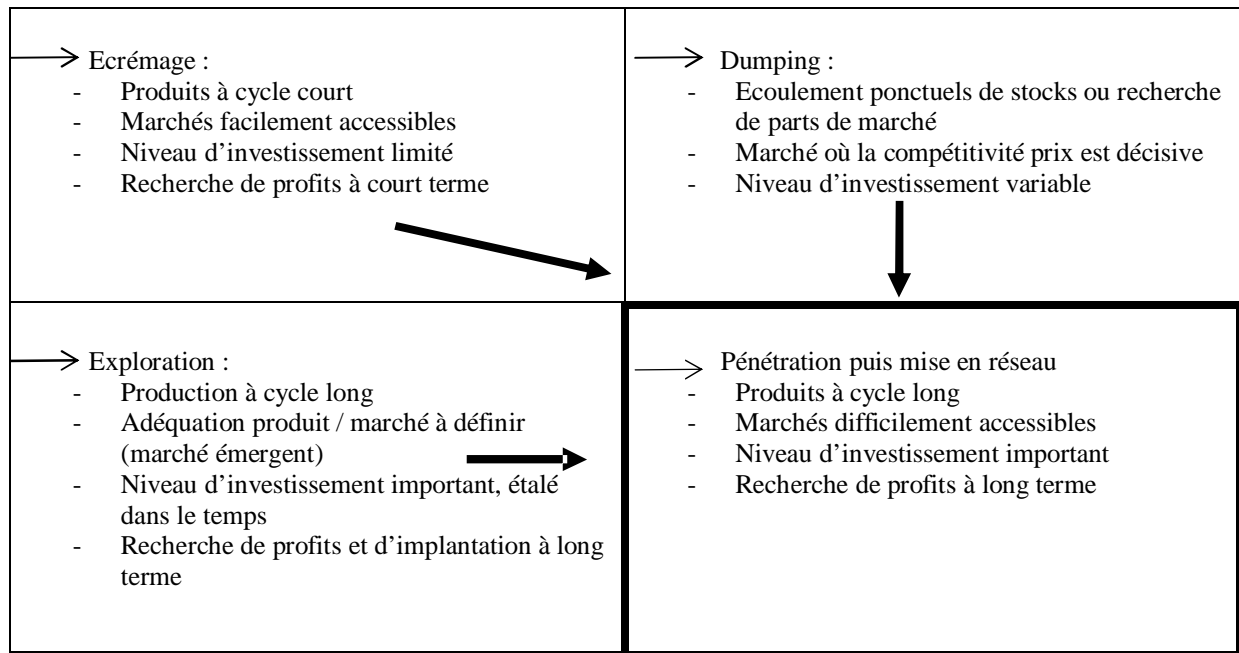 Ecrémage :
- Produits à cycle court
- Marchés facilement accessibles
- Niveau d’investissement limité
- Recherche de profits à court terme
Dumping :
- Ecoulement ponctuels de stocks ou recherche
de parts de marché
- Marché où la compétitivité prix est décisive
- Niveau d’investissement variable
Exploration :
- Production à cycle long
- Adéquation produit / marché à définir
(marché émergent)
- Niveau d’investissement important, étalé
dans le temps
- Recherche de profits et d’implantation à long
terme
Pénétration puis mise en réseau
- Produits à cycle long
- Marchés difficilement accessibles
- Niveau d’investissement important
- Recherche de profits à long terme